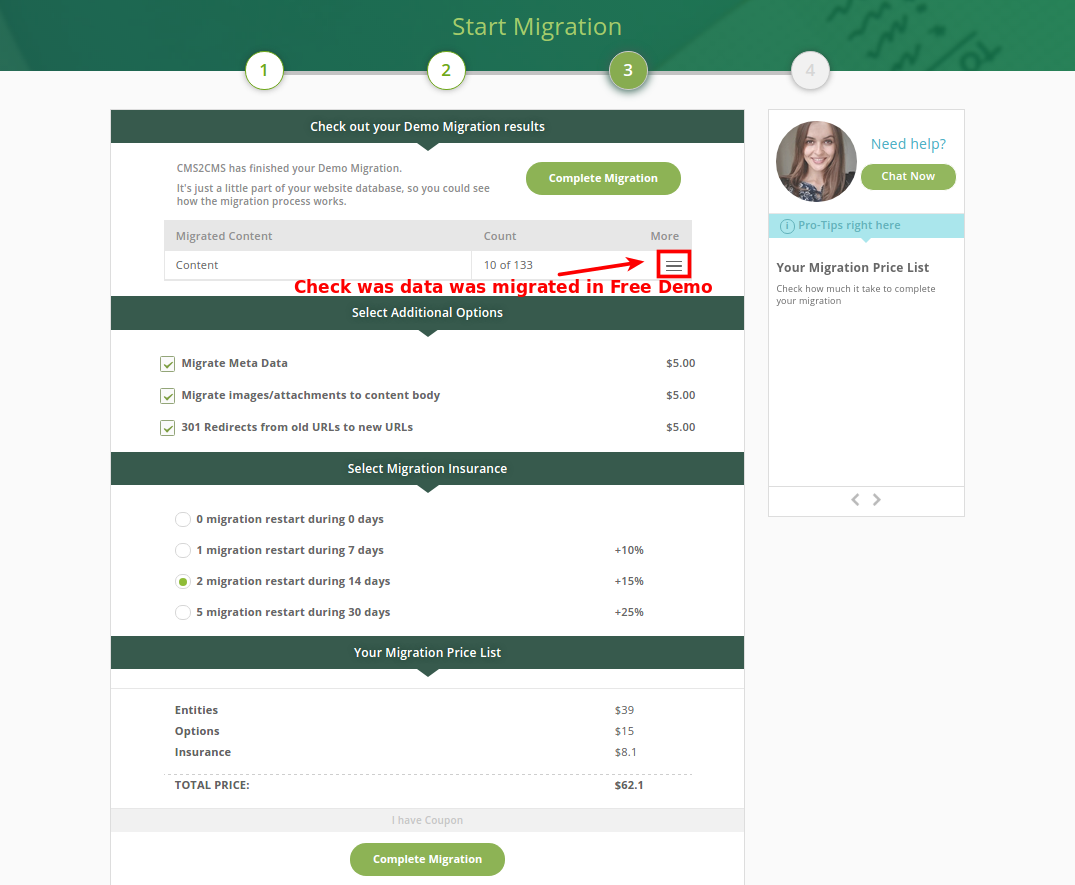 Start Migration
1
2
3
4
Check out your Demo Migration results
CMS2CMS has finished your Demo Migration.
It's just a little part of your website database, so you could see
how the migration process works.
Complete Migration
Migrated Content Count More
Content 10 of 133
Check was data was migrated in Free Demo
Select Additional Options
Migrate Meta Data $5.00
Migrate images/attachments to content body $5.00
301 Redirects from old URLs to new URLs $5.00
Select Migration Insurance
0 migration restart during 0 days
1 migration restart during 7 days +10%
2 migration restart during 14 days +15%
5 migration restart during 30 days +25%
Your Migration Price List
Entities $39
Options $15
Insurance $8.1
TOTAL PRICE: $62.1
I have Coupon
Complete Migration
Need help?
Chat Now
i Pro-Tips right here
Your Migration Price List
Check how much it take to complete
your migration